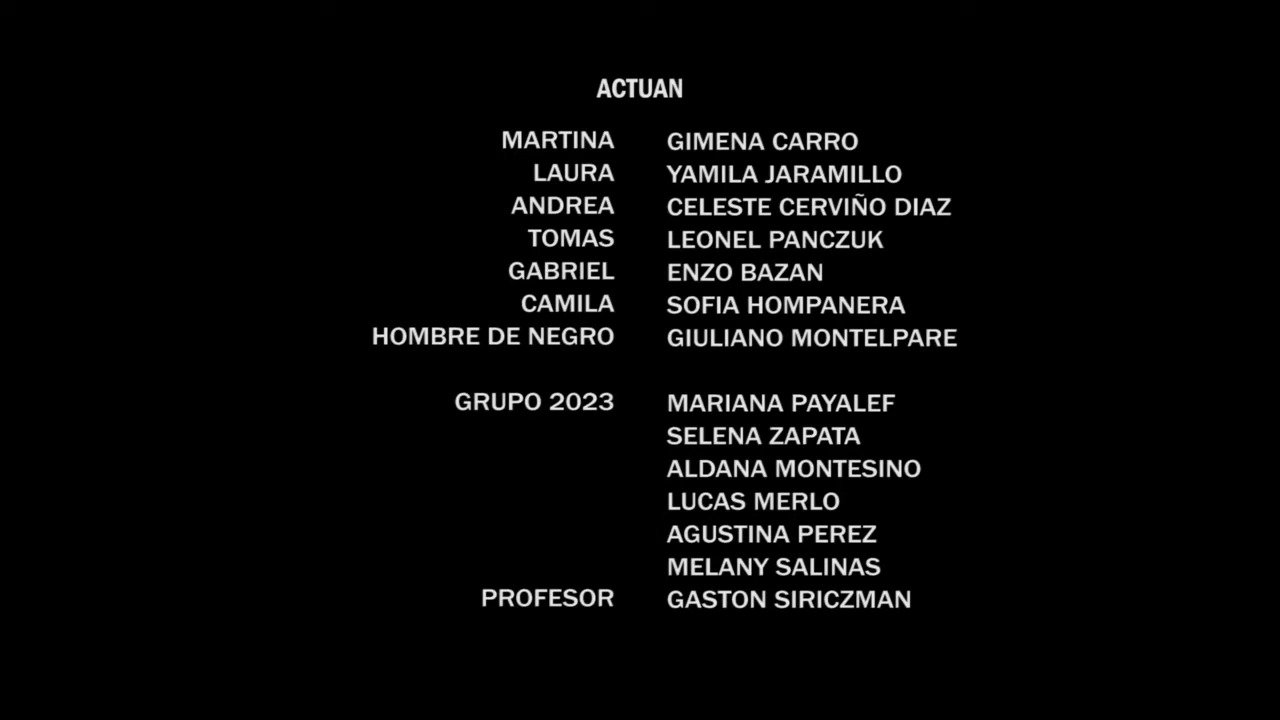 ACTUAN
MARTINA GIMENA CARRO
LAURA YAMILA JARAMILLO
ANDREA CELESTE CERVIÑO DIAZ
TOMAS LEONEL PANCZUK
GABRIEL ENZO BAZAN
CAMILA SOFIA HOMPANERA
HOMBRE DE NEGRO GIULIANO MONTELPARE
GRUPO 2023 MARIANA PAYALEF
SELENA ZAPATA
ALDANA MONTESINO
LUCAS MERLO
AGUSTINA PEREZ
MELANY SALINAS
PROFESOR GASTON SIRICZMAN